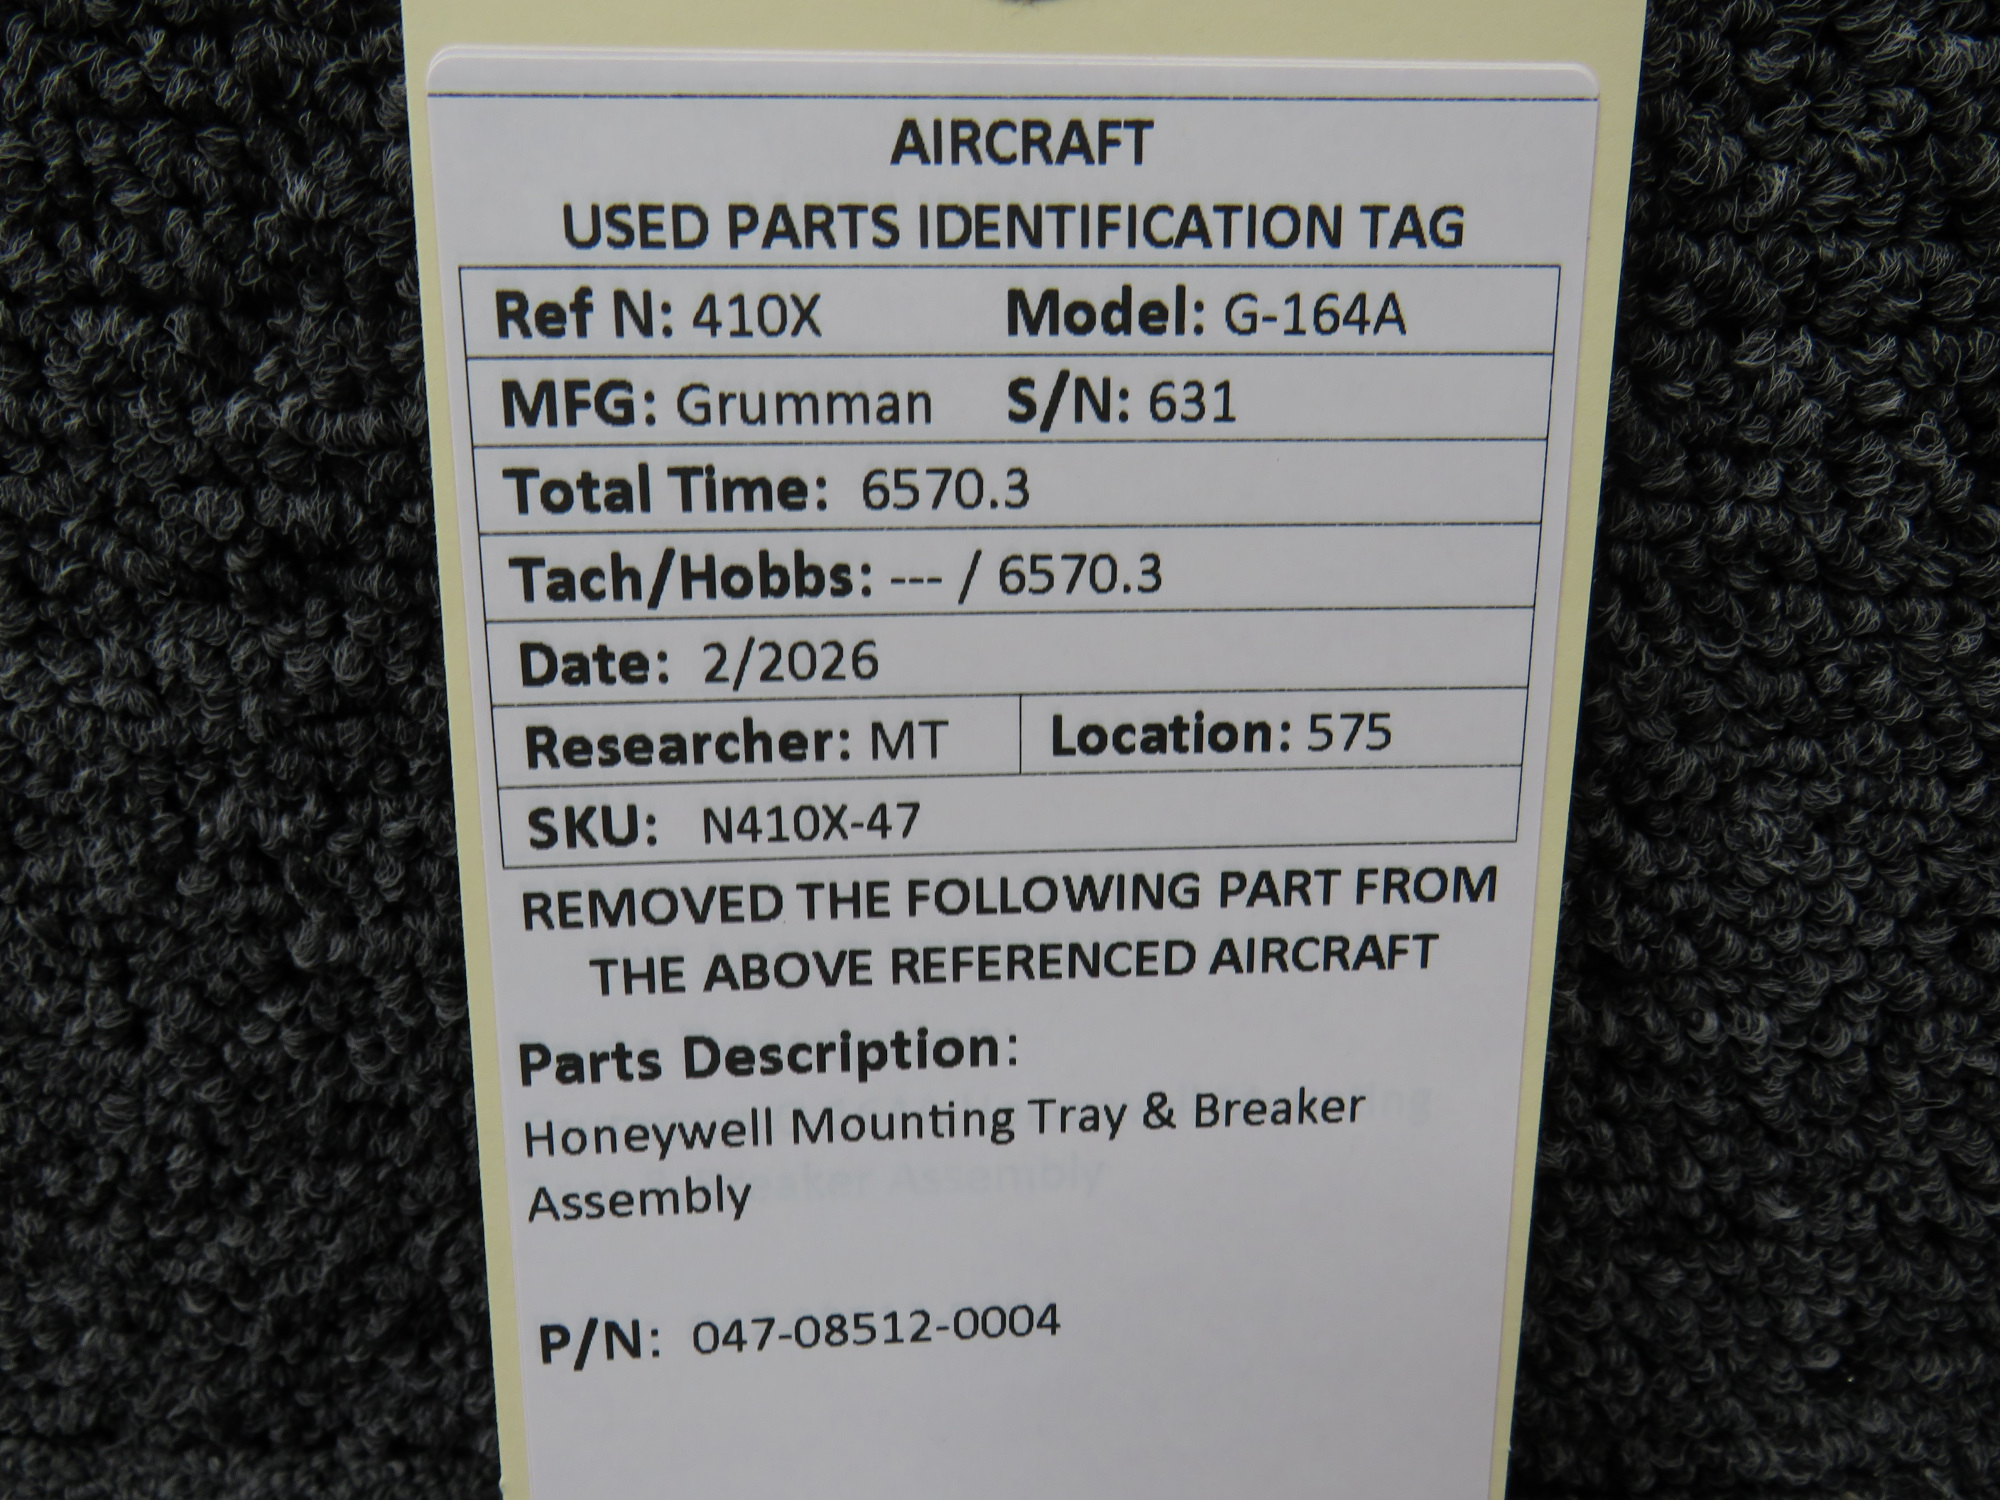 AIRCRAFT
USED PARTS IDENTIFICATION TAG
Ref N: 410X Model: G-164A
MFG: Grumman S/N: 631
Total Time: 6570.3
Tach/Hobbs: --- / 6570.3
Date: 2/2026
Researcher: MT Location: 575
SKU: N410X-47
REMOVED THE FOLLOWING PART FROM
THE ABOVE REFERENCED AIRCRAFT
Parts Description:
Honeywell Mounting Tray & Breaker
Assembly
P/N: 047-08512-0004